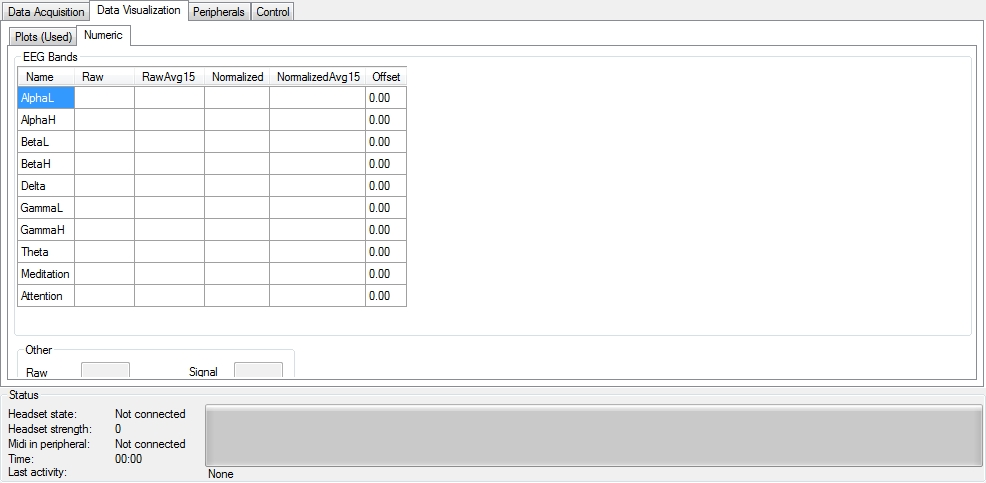 Data Acquisition Data Visualization Peripherals Control
Plots (Used) Numeric
EEG Bands
Name Raw RawAvg15 Normalized NormalizedAvg15 Offset
AlphaL 0.00
AlphaH 0.00
BetaL 0.00
BetaH 0.00
Delta 0.00
GammaL 0.00
GammaH 0.00
Theta 0.00
Meditation 0.00
Attention 0.00
Other
Raw Signal
Status
Headset state: Not connected
Headset strength: 0
Midi in peripheral: Not connected
Time: 00:00
Last activity: None